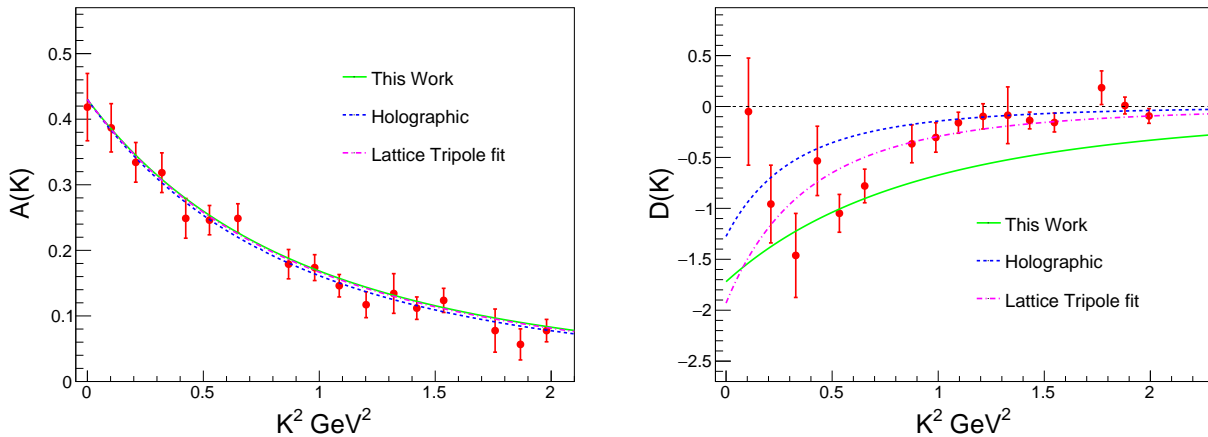 0.5
0.4
0.3
0.2
0.1
0
A(K)
This Work
Holographic
Lattice Tripole fit
0 0.5 1 1.5 2
K² GeV²
0.5
0
−0.5
−1
−1.5
−2
−2.5
D(K)
This Work
Holographic
Lattice Tripole fit
0 0.5 1 1.5 2
K² GeV²